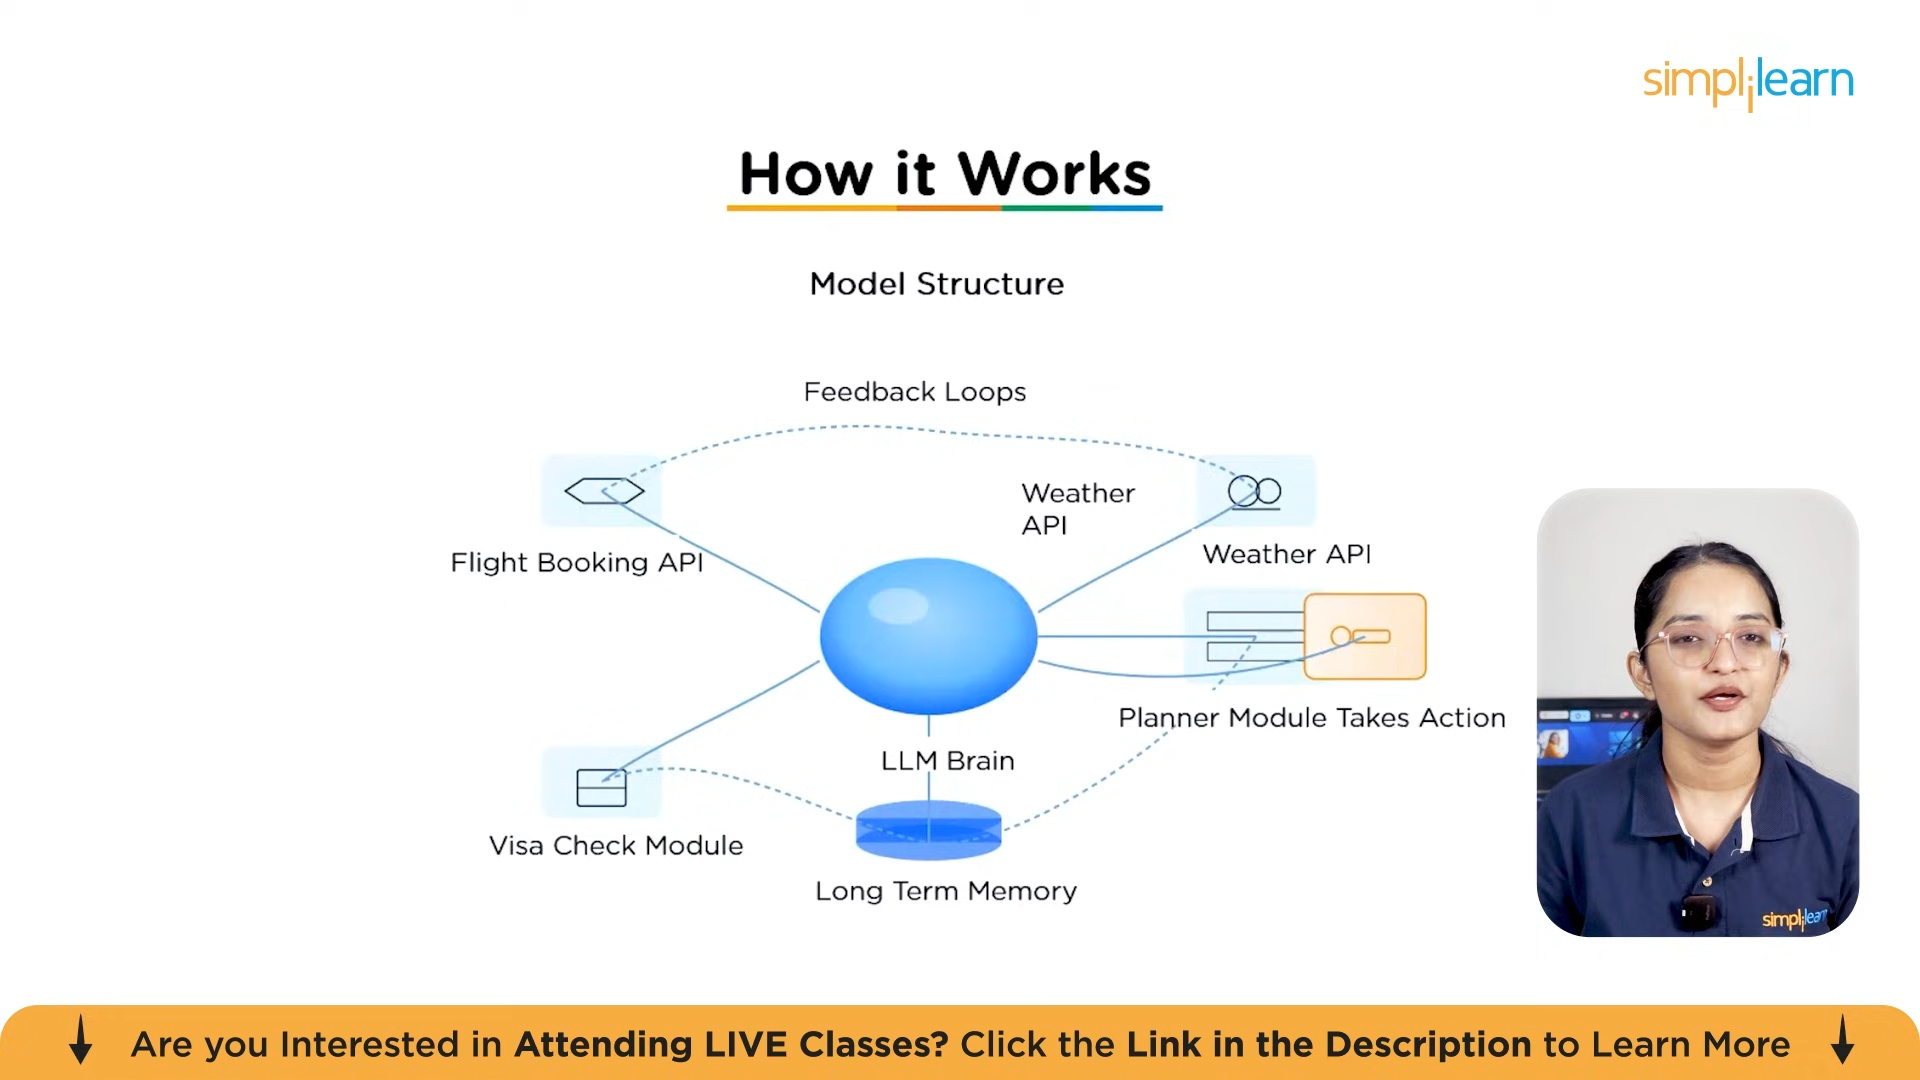 simplilearn
How it Works
Model Structure
Feedback Loops
Weather
API
Flight Booking API
Weather API
Planner Module Takes Action
LLM Brain
Visa Check Module
Long Term Memory
simplilearn
Are you Interested in Attending LIVE Classes? Click the Link in the Description to Learn More